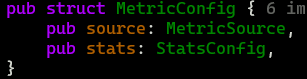 pub struct MetricConfig { 6 im
    pub source: MetricSource,
    pub stats: StatsConfig,
}